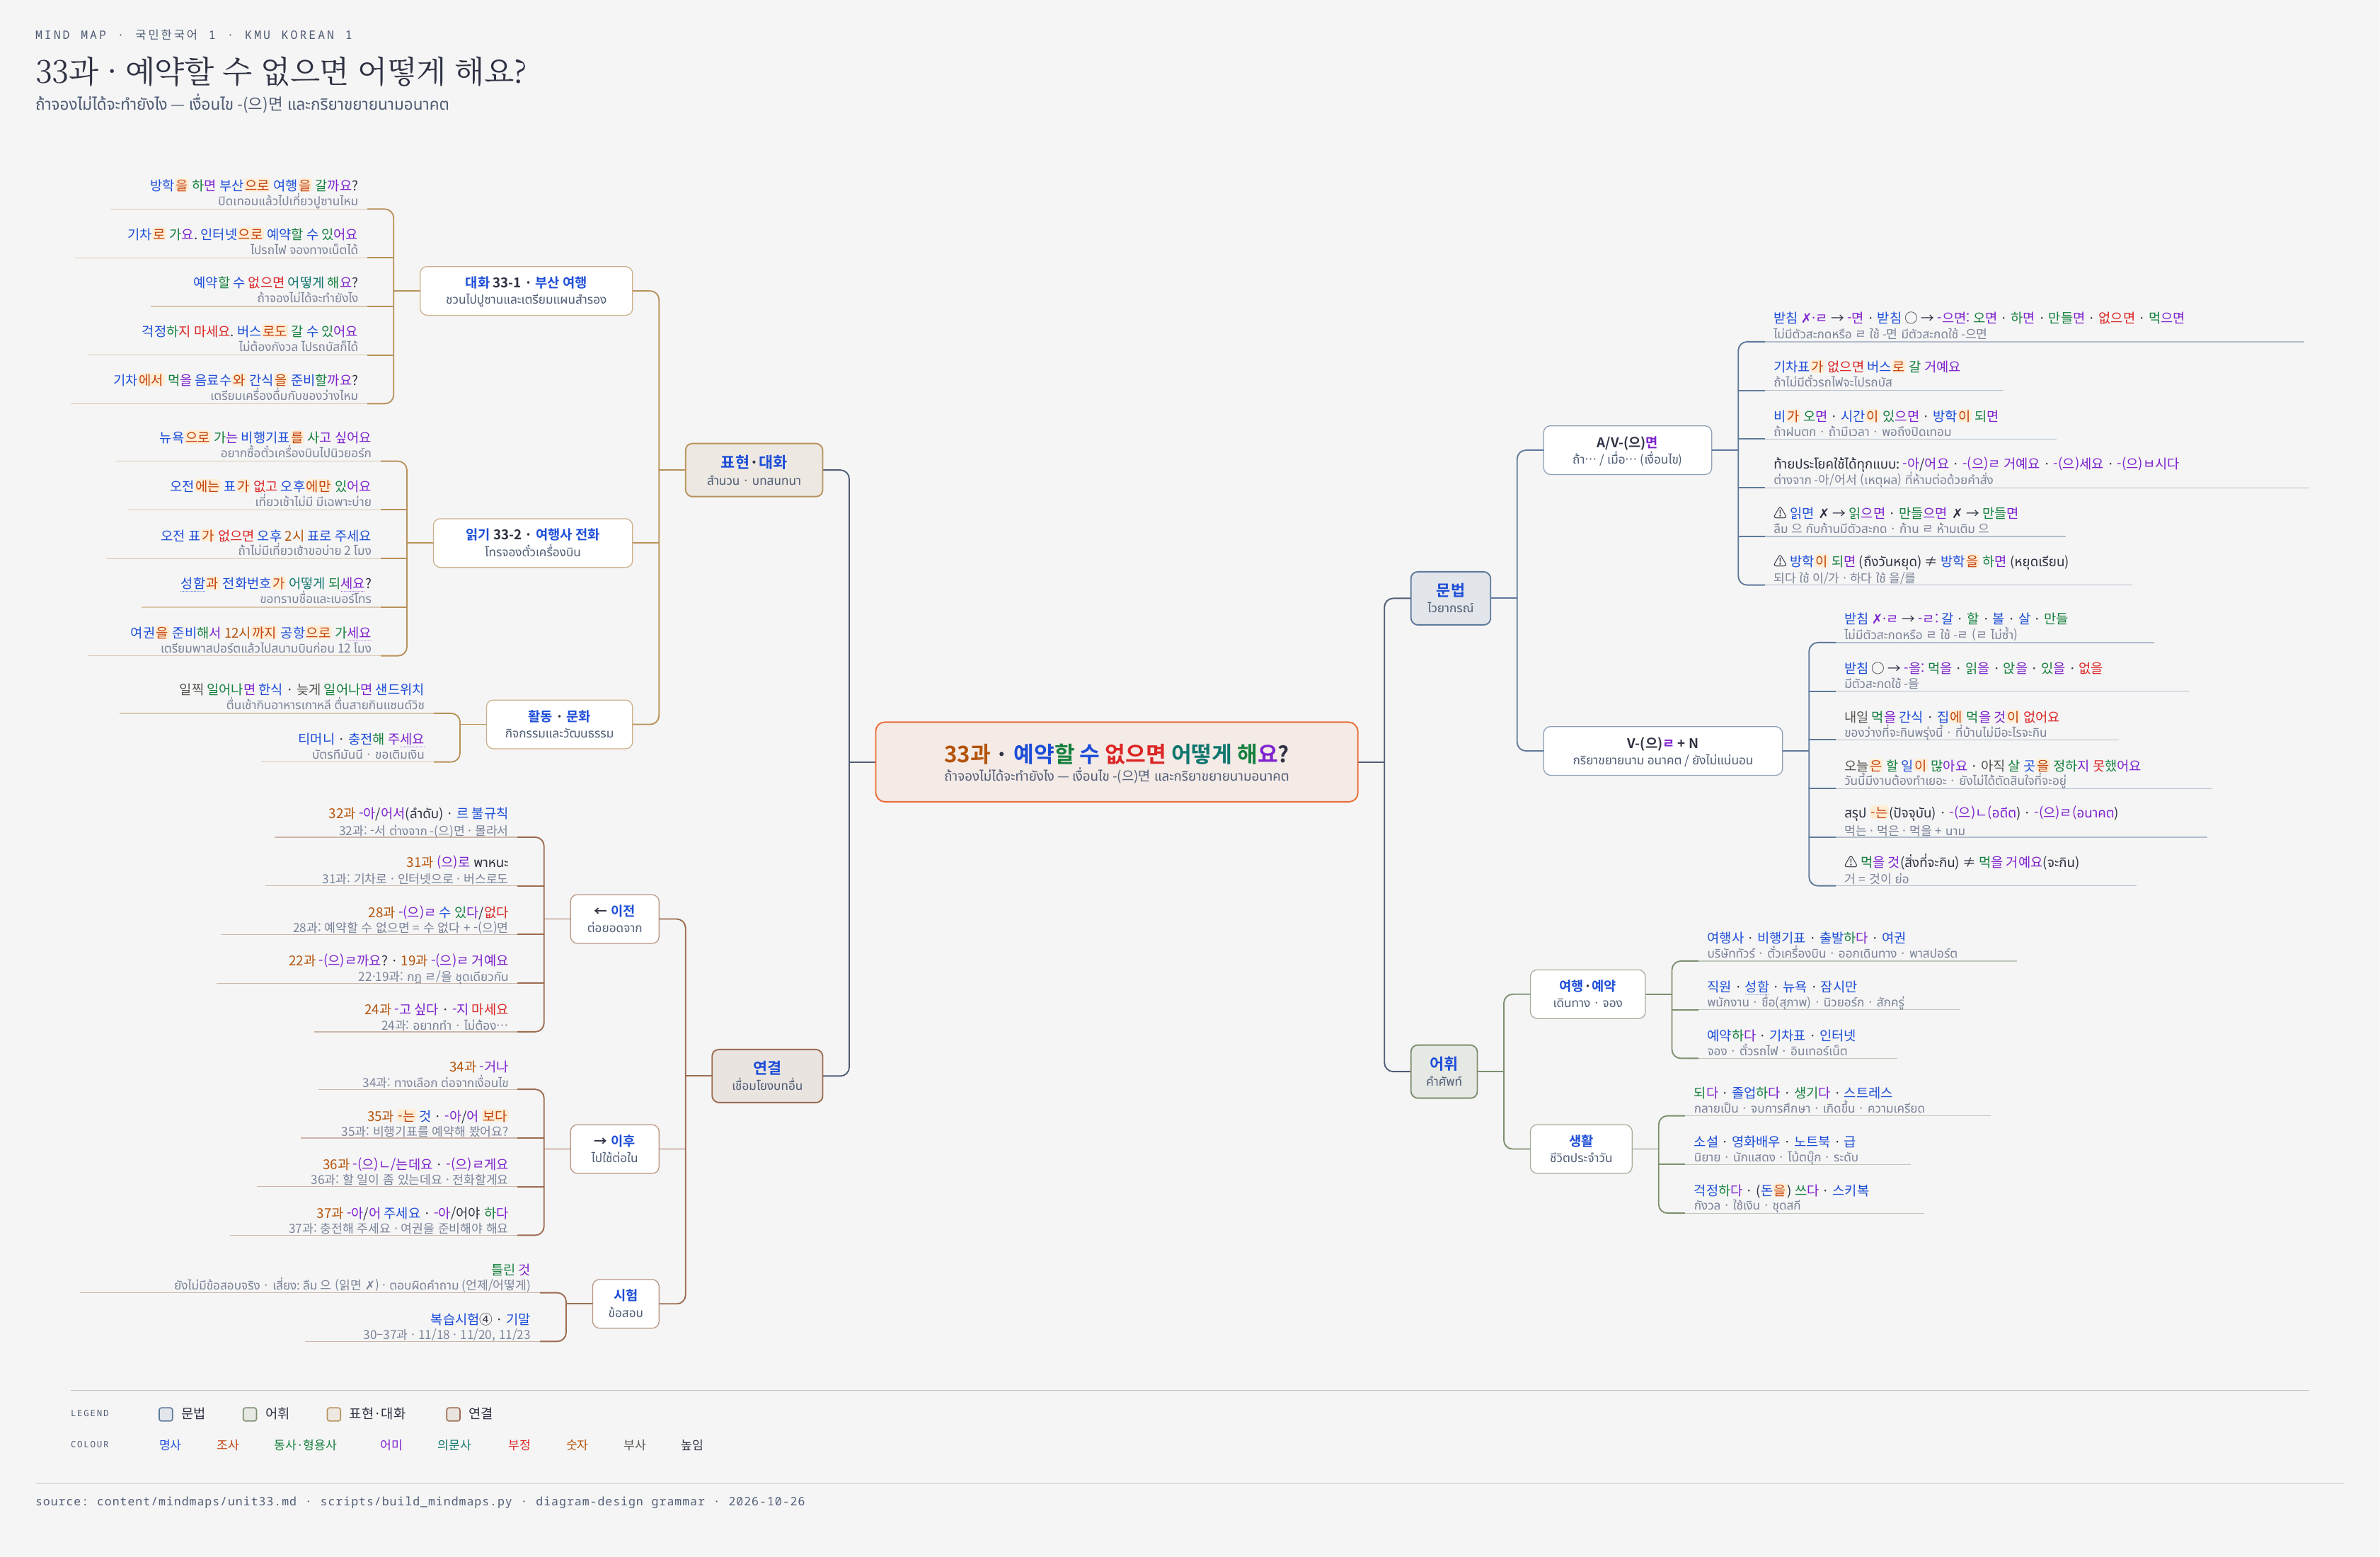 MIND MAP · 국민한국어 1 · KMU KOREAN 1
33과 · 예약할 수 없으면 어떻게 해요?
ถ้าจองไม่ได้จะทำยังไง — เงื่อนไข -(으)면 และกริยาขยายนามอนาคต
방학을 하면 부산으로 여행을 갈까요?
ปิดเทอมแล้วไปเที่ยวปูซานไหม
기차로 가요. 인터넷으로 예약할 수 있어요
ไปรถไฟ จองทางเน็ตได้
예약할 수 없으면 어떻게 해요?
ถ้าจองไม่ได้จะทำยังไง
걱정하지 마세요. 버스로도 갈 수 있어요
ไม่ต้องกังวล ไปรถบัสก็ได้
기차에서 먹을 음료수와 간식을 준비할까요?
เตรียมเครื่องดื่มกับของว่างไหม
대화 33-1 · 부산 여행
ชวนไปปูซานและเตรียมแผนสำรอง
뉴욕으로 가는 비행기표를 사고 싶어요
อยากซื้อตั๋วเครื่องบินไปนิวยอร์ก
오전에는 표가 없고 오후에만 있어요
เที่ยวเช้าไม่มี มีเฉพาะบ่าย
오전 표가 없으면 오후 2시 표로 주세요
ถ้าไม่มีเที่ยวเช้าขอบ่าย 2 โมง
성함과 전화번호가 어떻게 되세요?
ขอทราบชื่อและเบอร์โทร
여권을 준비해서 12시까지 공항으로 가세요
เตรียมพาสปอร์ตแล้วไปสนามบินก่อน 12 โมง
읽기 33-2 · 여행사 전화
โทรจองตั๋วเครื่องบิน
일찍 일어나면 한식 · 늦게 일어나면 샌드위치
ตื่นเช้ากินอาหารเกาหลี ตื่นสายกินแซนด์วิช
티머니 · 충전해 주세요
บัตรทีมันนี · ขอเติมเงิน
활동 · 문화
กิจกรรมและวัฒนธรรม
표현·대화
สำนวน · บทสนทนา
32과 -아/어서(ลำดับ) · 르 불규칙
32과: -서 ต่างจาก -(으)면 · 몰라서
31과 (으)로 พาหนะ
31과: 기차로 · 인터넷으로 · 버스로도
28과 -(으)ㄹ 수 있다/없다
28과: 예약할 수 없으면 = 수 없다 + -(으)면
22과 -(으)ㄹ까요? · 19과 -(으)ㄹ 거예요
22·19과: กฎ ㄹ/을 ชุดเดียวกัน
24과 -고 싶다 · -지 마세요
24과: อยากทำ · ไม่ต้อง…
← 이전
ต่อยอดจาก
34과 -거나
34과: ทางเลือก ต่อจากเงื่อนไข
35과 -는 것 · -아/어 보다
35과: 비행기표를 예약해 봤어요?
36과 -(으)ㄴ/는데요 · -(으)ㄹ게요
36과: 할 일이 좀 있는데요 · 전화할게요
37과 -아/어 주세요 · -아/어야 하다
37과: 충전해 주세요 · 여권을 준비해야 해요
→ 이후
ไปใช้ต่อใน
틀린 것
ยังไม่มีข้อสอบจริง · เสี่ยง: ลืม 으 (읽면 ✗) · ตอบผิดคำถาม (언제/어떻게)
복습시험④ · 기말
30–37과 · 11/18 · 11/20, 11/23
시험
ข้อสอบ
연결
เชื่อมโยงบทอื่น
33과 · 예약할 수 없으면 어떻게 해요?
ถ้าจองไม่ได้จะทำยังไง — เงื่อนไข -(으)면 และกริยาขยายนามอนาคต
문법
ไวยากรณ์
A/V-(으)면
ถ้า… / เมื่อ… (เงื่อนไข)
받침 ✗·ㄹ → -면 · 받침 ◯ → -으면: 오면 · 하면 · 만들면 · 없으면 · 먹으면
ไม่มีตัวสะกดหรือ ㄹ ใช้ -면 มีตัวสะกดใช้ -으면
기차표가 없으면 버스로 갈 거예요
ถ้าไม่มีตั๋วรถไฟจะไปรถบัส
비가 오면 · 시간이 있으면 · 방학이 되면
ถ้าฝนตก · ถ้ามีเวลา · พอถึงปิดเทอม
ท้ายประโยคใช้ได้ทุกแบบ: -아/어요 · -(으)ㄹ 거예요 · -(으)세요 · -(으)ㅂ시다
ต่างจาก -아/어서 (เหตุผล) ที่ห้ามต่อด้วยคำสั่ง
⚠ 읽면 ✗ → 읽으면 · 만들으면 ✗ → 만들면
ลืม 으 กับก้านมีตัวสะกด · ก้าน ㄹ ห้ามเติม 으
⚠ 방학이 되면 (ถึงวันหยุด) ≠ 방학을 하면 (หยุดเรียน)
되다 ใช้ 이/가 · 하다 ใช้ 을/를
V-(으)ㄹ + N
กริยาขยายนาม อนาคต / ยังไม่แน่นอน
받침 ✗·ㄹ → -ㄹ: 갈 · 할 · 볼 · 살 · 만들
ไม่มีตัวสะกดหรือ ㄹ ใช้ -ㄹ (ㄹ ไม่ซ้ำ)
받침 ◯ → -을: 먹을 · 읽을 · 앉을 · 있을 · 없을
มีตัวสะกดใช้ -을
내일 먹을 간식 · 집에 먹을 것이 없어요
ของว่างที่จะกินพรุ่งนี้ · ที่บ้านไม่มีอะไรจะกิน
오늘은 할 일이 많아요 · 아직 살 곳을 정하지 못했어요
วันนี้มีงานต้องทำเยอะ · ยังไม่ได้ตัดสินใจที่จะอยู่
สรุป -는(ปัจจุบัน) · -(으)ㄴ(อดีต) · -(으)ㄹ(อนาคต)
먹는 · 먹은 · 먹을 + นาม
⚠ 먹을 것(สิ่งที่จะกิน) ≠ 먹을 거예요(จะกิน)
거 = 것이 ย่อ
어휘
คำศัพท์
여행·예약
เดินทาง · จอง
여행사 · 비행기표 · 출발하다 · 여권
บริษัททัวร์ · ตั๋วเครื่องบิน · ออกเดินทาง · พาสปอร์ต
직원 · 성함 · 뉴욕 · 잠시만
พนักงาน · ชื่อ(สุภาพ) · นิวยอร์ก · สักครู่
예약하다 · 기차표 · 인터넷
จอง · ตั๋วรถไฟ · อินเทอร์เน็ต
생활
ชีวิตประจำวัน
되다 · 졸업하다 · 생기다 · 스트레스
กลายเป็น · จบการศึกษา · เกิดขึ้น · ความเครียด
소설 · 영화배우 · 노트북 · 급
นิยาย · นักแสดง · โน้ตบุ๊ก · ระดับ
걱정하다 · (돈을) 쓰다 · 스키복
กังวล · ใช้เงิน · ชุดสกี
LEGEND 문법 어휘 표현·대화 연결
COLOUR 명사 조사 동사·형용사 어미 의문사 부정 숫자 부사 높임
source: content/mindmaps/unit33.md · scripts/build_mindmaps.py · diagram-design grammar · 2026-10-26